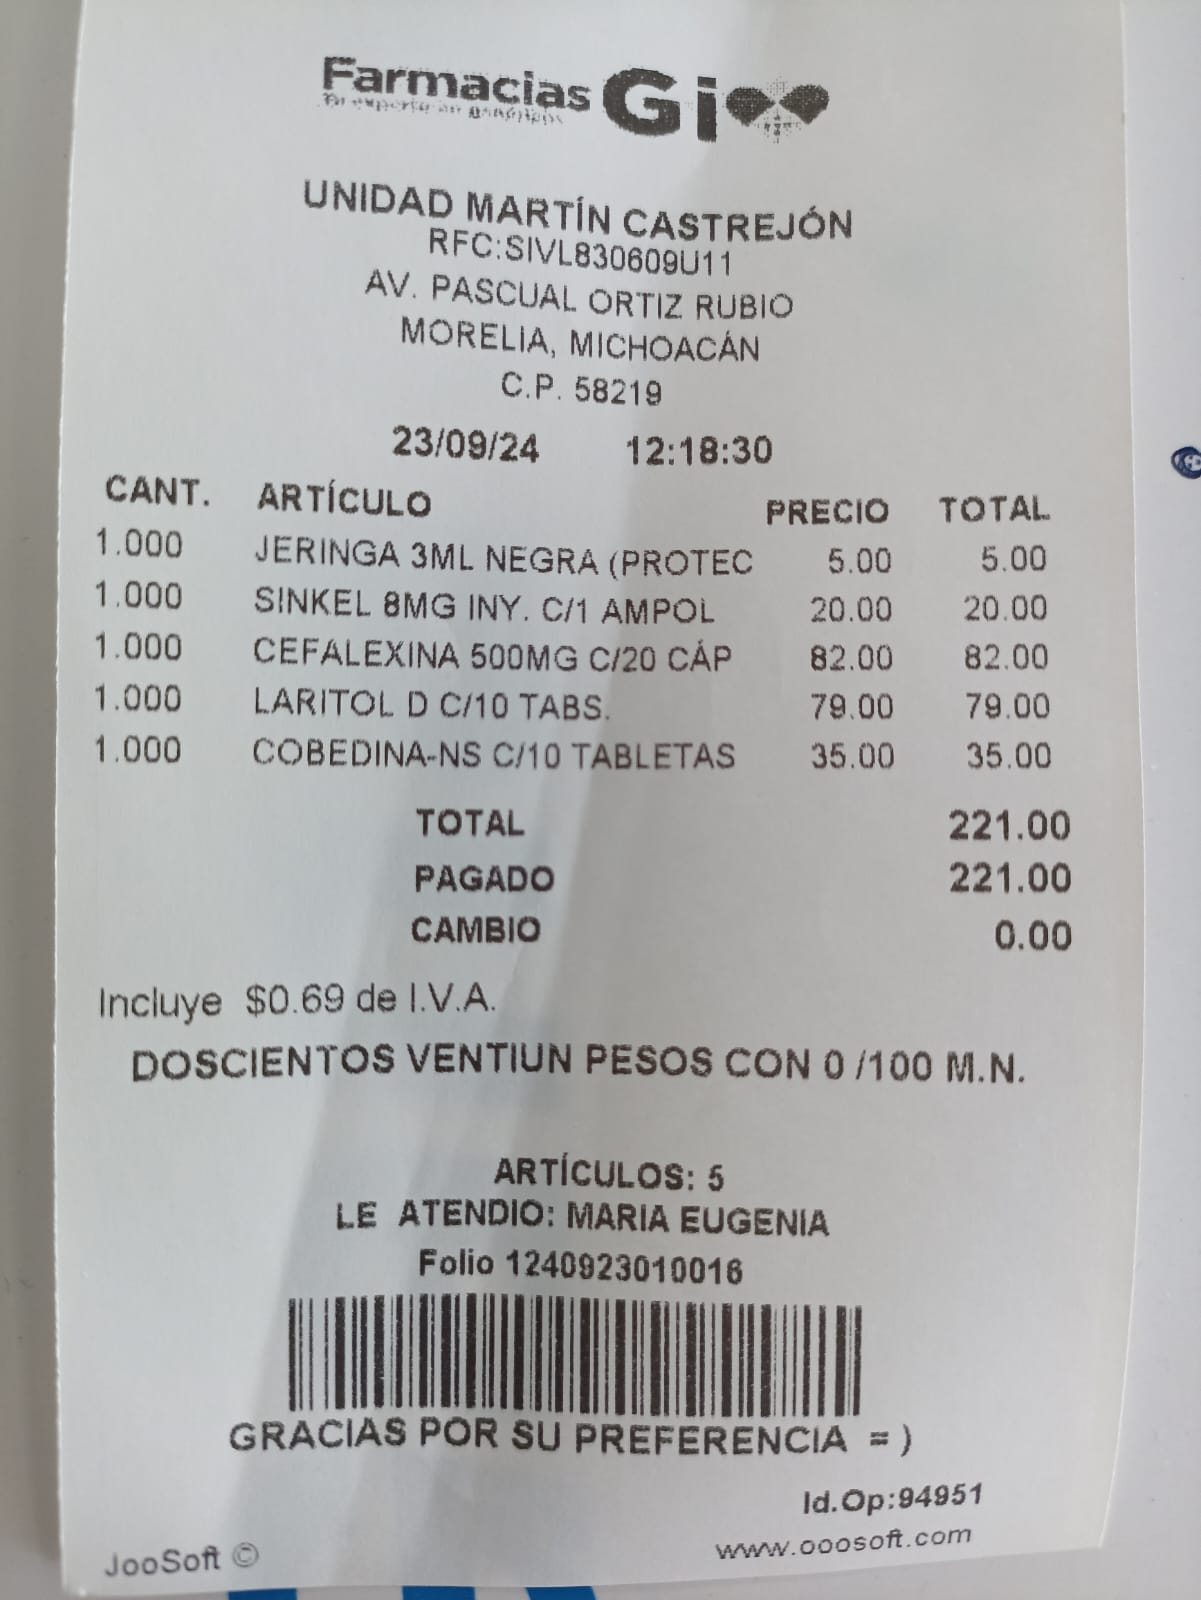 Farmacias Gi
UNIDAD MARTÍN CASTREJÓN
RFC:SIVL830609U11
AV. PASCUAL ORTIZ RUBIO
MORELIA, MICHOACÁN
C.P. 58219
23/09/24 12:18:30
CANT. ARTÍCULO PRECIO TOTAL
1.000 JERINGA 3ML NEGRA (PROTEC 5.00 5.00
1.000 SINKEL 8MG INY. C/1 AMPOL 20.00 20.00
1.000 CEFALEXINA 500MG C/20 CÁP 82.00 82.00
1.000 LARITOL D C/10 TABS. 79.00 79.00
1.000 COBEDINA-NS C/10 TABLETAS 35.00 35.00
TOTAL 221.00
PAGADO 221.00
CAMBIO 0.00
Incluye $0.69 de I.V.A.
DOSCIENTOS VENTIUN PESOS CON 0 /100 M.N.
ARTÍCULOS: 5
LE ATENDIO: MARIA EUGENIA
Folio 1240923010016
GRACIAS POR SU PREFERENCIA = )
Id.Op:94951
JooSoft © www.ooosoft.com